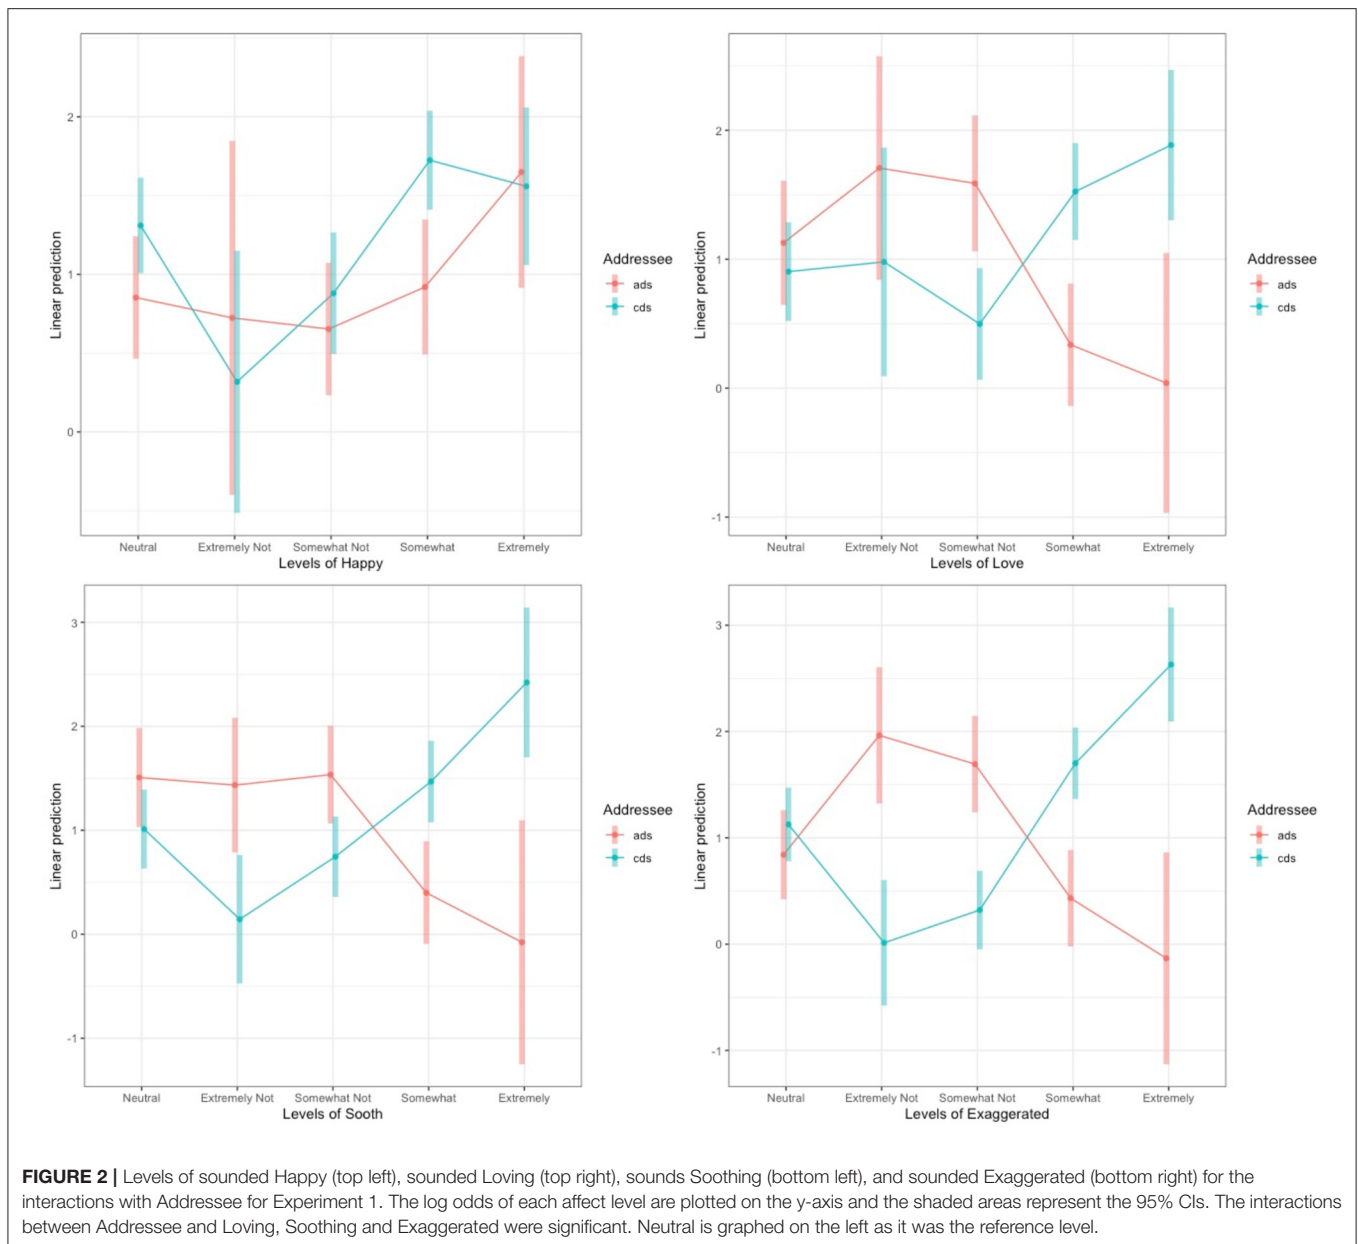 2
1
0
Linear prediction
Neutral
Extremely Not
Somewhat Not
Somewhat
Extremely
Levels of Happy
Addressee
ads
cds
2
1
0
-1
Linear prediction
Neutral
Extremely Not
Somewhat Not
Somewhat
Extremely
Levels of Love
Addressee
ads
cds
3
2
1
0
-1
Linear prediction
Neutral
Extremely Not
Somewhat Not
Somewhat
Extremely
Levels of Sooth
Addressee
ads
cds
3
2
1
0
-1
Linear prediction
Neutral
Extremely Not
Somewhat Not
Somewhat
Extremely
Levels of Exaggerated
Addressee
ads
cds
FIGURE 2 | Levels of sounded Happy (top left), sounded Loving (top right), sounds Soothing (bottom left), and sounded Exaggerated (bottom right) for the
interactions with Addressee for Experiment 1. The log odds of each affect level are plotted on the y-axis and the shaded areas represent the 95% CIs. The interactions
between Addressee and Loving, Soothing and Exaggerated were significant. Neutral is graphed on the left as it was the reference level.